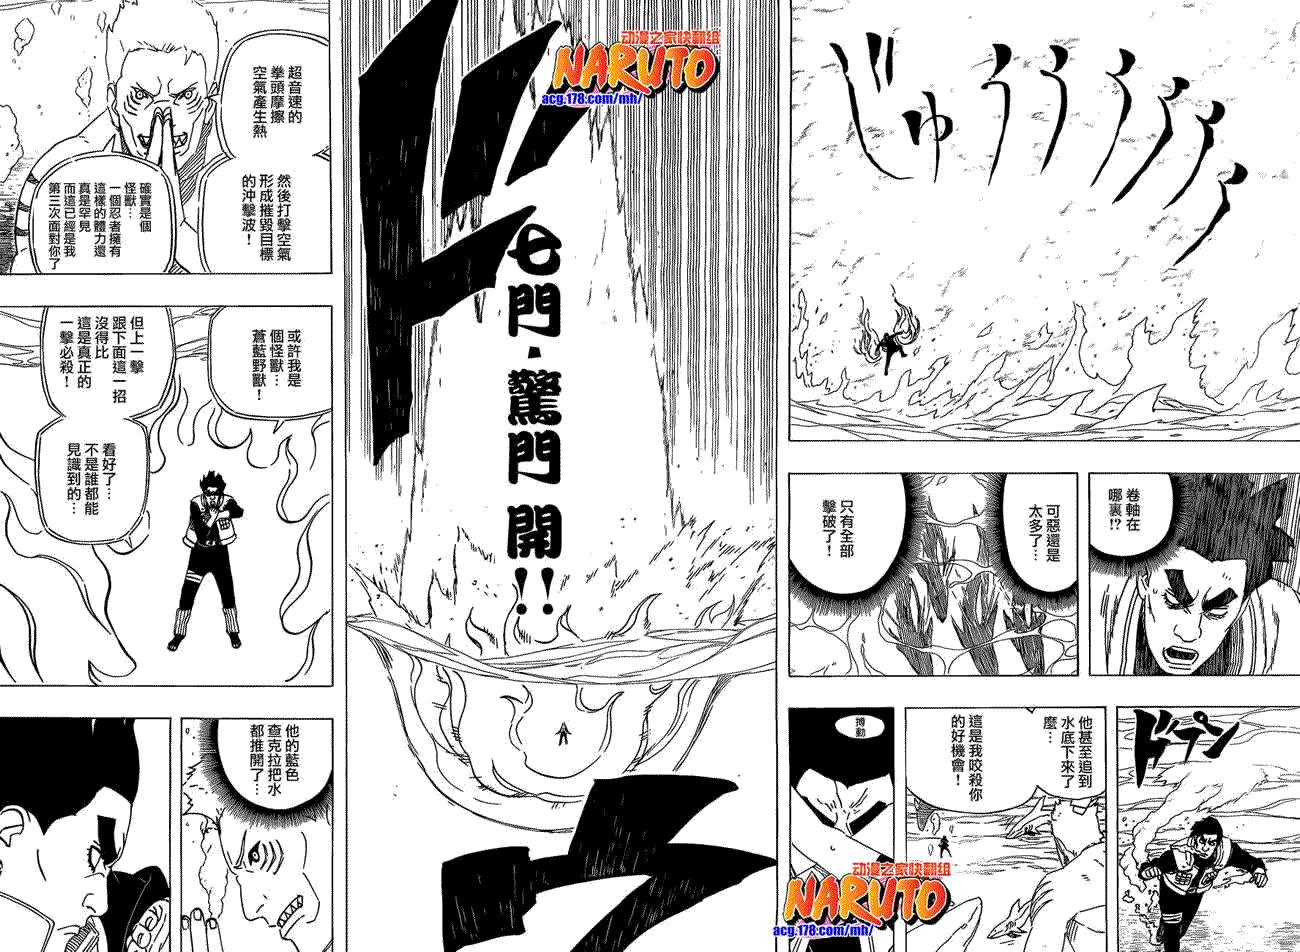 じゅううううううう
卷軸在
哪裏!?
可惡還是
太多了…
只有全部
擊破了!
ドプン
他甚至追到
水底下來了
麼…
這是我咬殺你
的好機會!
搏動
动漫之家快翻组
NARUTO
acg.178.com/mh/
动漫之家快翻组
NARUTO
acg.178.com/mh/
七門·驚門 開!!
超音速的
拳頭摩擦
空氣產生熱
然後打擊空氣
形成摧毀目標
的沖擊波!
確實是個
怪獸…
一個忍者擁有
這樣的體力還
真是罕見
而這已經是我
第三次面對你了
或許我是
個怪獸…
蒼藍野獸!
但上一擊
跟下面這一招
沒得比
這是真正的
一擊必殺!
看好了…
不是誰都能
見識到的…
他的藍色
查克拉把水
都推開了…